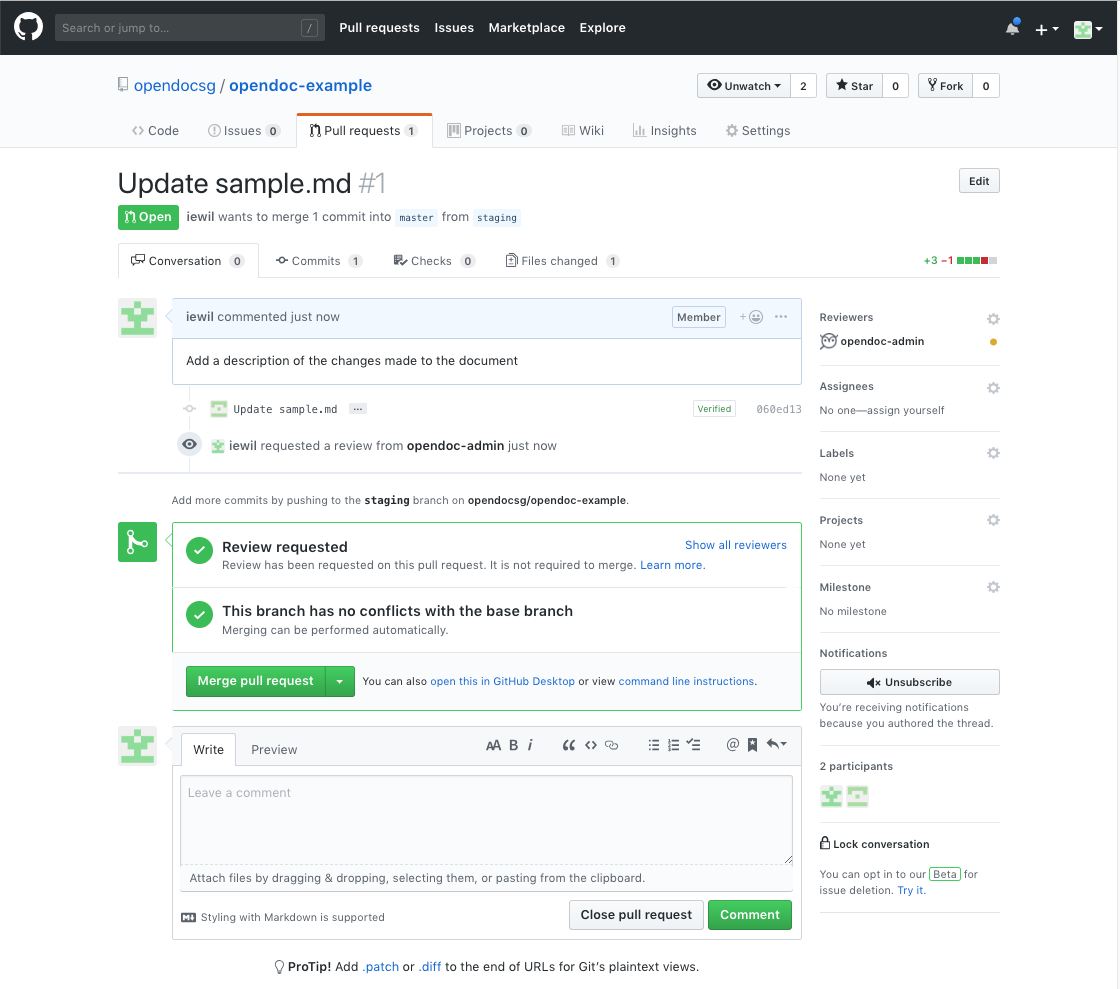 Search or jump to... /
Pull requests Issues Marketplace Explore
opendocsg / opendoc-example
Unwatch 2 Star 0 Fork 0
Code Issues 0 Pull requests 1 Projects 0 Wiki Insights Settings
Update sample.md #1
Edit
Open iewil wants to merge 1 commit into master from staging
Conversation 0 Commits 1 Checks 0 Files changed 1 +3 −1
iewil commented just now Member
Add a description of the changes made to the document
Update sample.md ... Verified 060ed13
iewil requested a review from opendoc-admin just now
Add more commits by pushing to the staging branch on opendocsg/opendoc-example.
Review requested
Show all reviewers
Review has been requested on this pull request. It is not required to merge. Learn more.
This branch has no conflicts with the base branch
Merging can be performed automatically.
Merge pull request You can also open this in GitHub Desktop or view command line instructions.
Write Preview
Leave a comment
Attach files by dragging & dropping, selecting them, or pasting from the clipboard.
Styling with Markdown is supported
Close pull request Comment
Reviewers
opendoc-admin
Assignees
No one—assign yourself
Labels
None yet
Projects
None yet
Milestone
No milestone
Notifications
Unsubscribe
You're receiving notifications
because you authored the thread.
2 participants
Lock conversation
You can opt in to our Beta for
issue deletion. Try it.
ProTip! Add .patch or .diff to the end of URLs for Git's plaintext views.